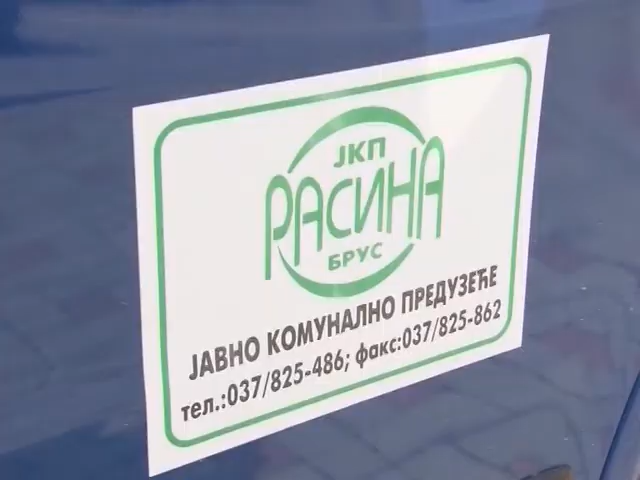 ЈКП
РАСИНА
БРУС
ЈАВНО КОМУНАЛНО ПРЕДУЗЕЋЕ
тел.:037/825-486; факс:037/825-862